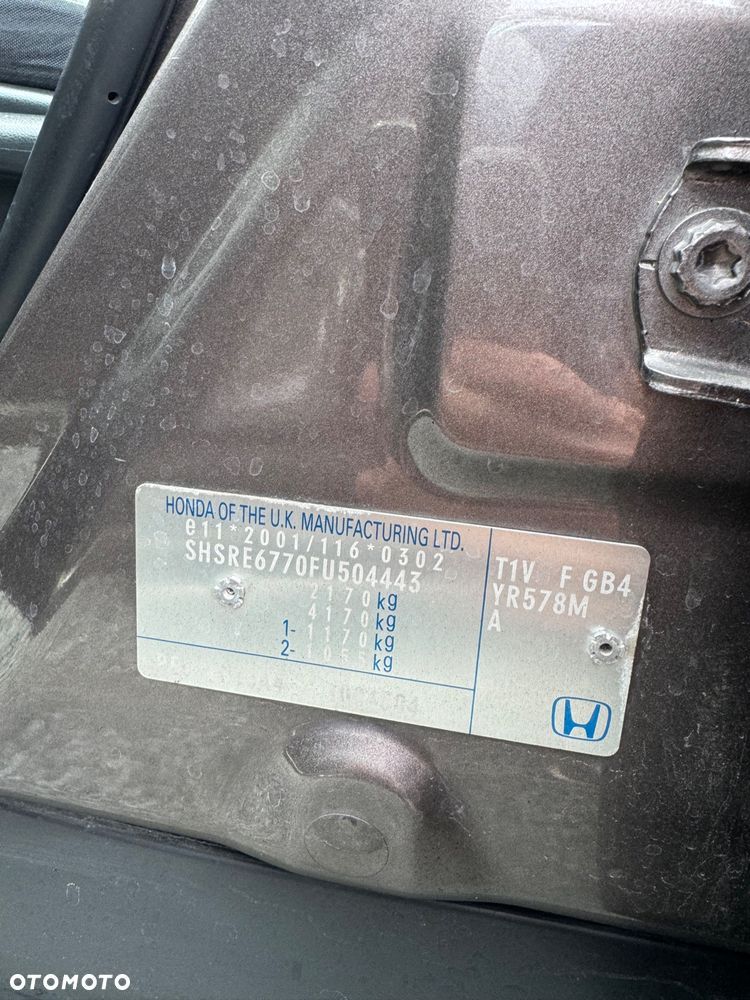 HONDA OF THE U.K. MANUFACTURING LTD.
e11*2001/116*0302
SHSRE6770FU504443
2170 kg
4170 kg
1- 1170 kg
2- 1055 kg
T1V F GB4
YR578M
A
OTOMOTO